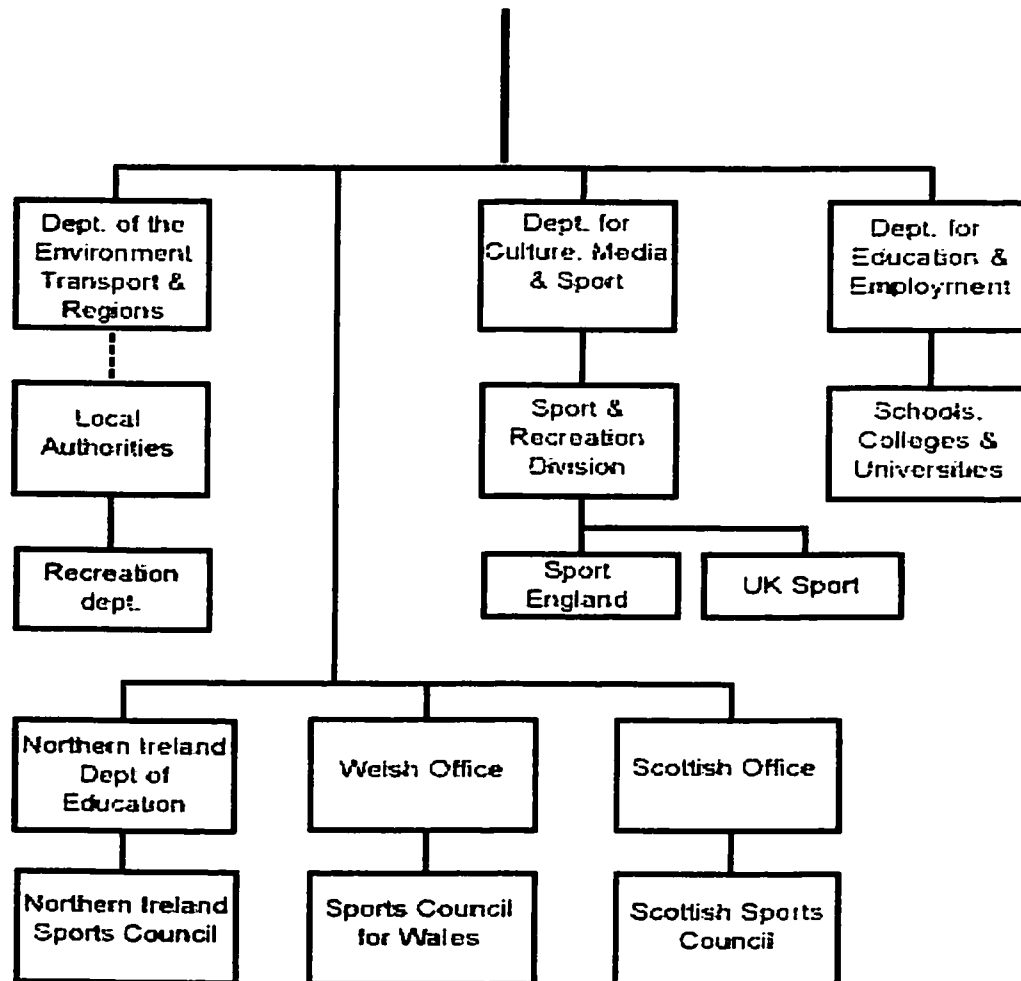 Dept. of the
Environment
Transport &
Regions
Dept. for
Culture, Media
& Sport
Dept. for
Education &
Employment
Local
Authorities
Sport &
Recreation
Division
Schools,
Colleges &
Universities
Recreation
dept.
Sport
England
UK Sport
Northern Ireland
Dept of
Education
Welsh Office
Scottish Office
Northern Ireland
Sports Council
Sports Council
for Wales
Scottish Sports
Council